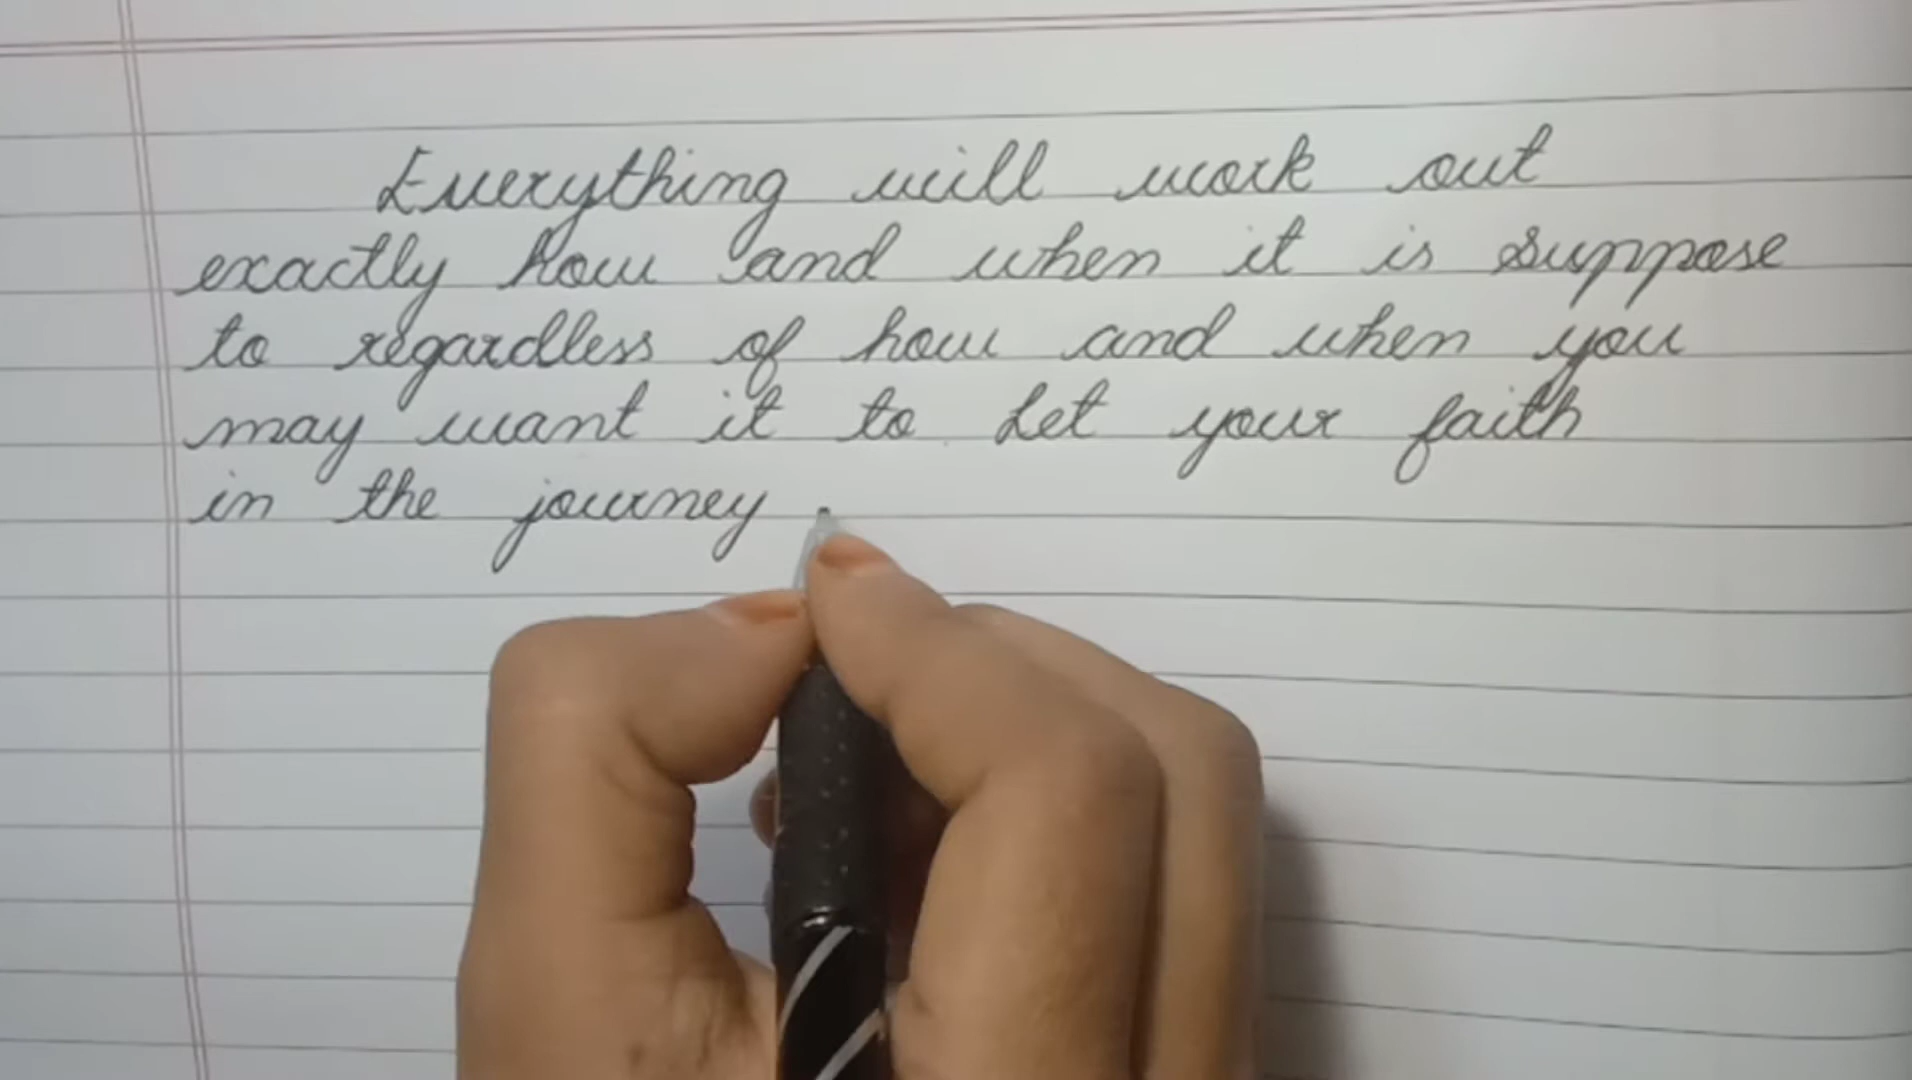 Everything will work out
exactly how and when it is suppose
to regardless of how and when you
may want it to Let your faith
in the journey